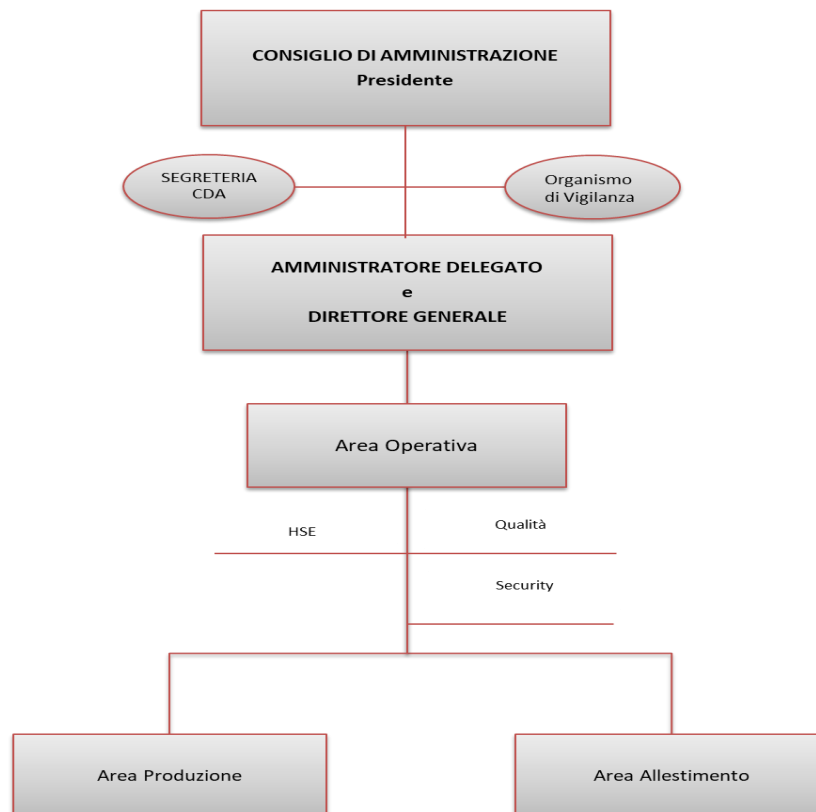 CONSIGLIO DI AMMINISTRAZIONE
Presidente
SEGRETERIA
CDA
Organismo
di Vigilanza
AMMINISTRATORE DELEGATO
e
DIRETTORE GENERALE
Area Operativa
HSE
Qualità
Security
Area Produzione
Area Allestimento